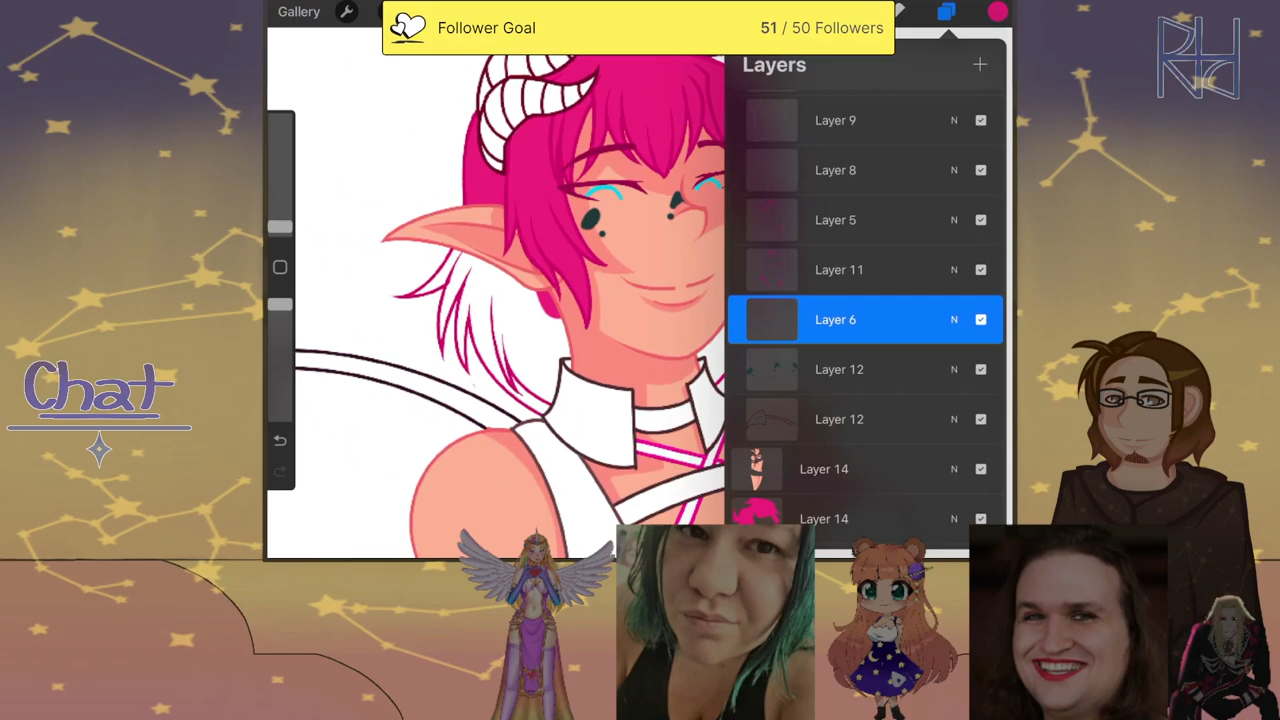 Gallery
Follower Goal
51 / 50 Followers
Layers
Layer 9 N
Layer 8 N
Layer 5 N
Layer 11 N
Layer 6 N
Layer 12 N
Layer 12 N
Layer 14 N
Layer 14 N
Chat